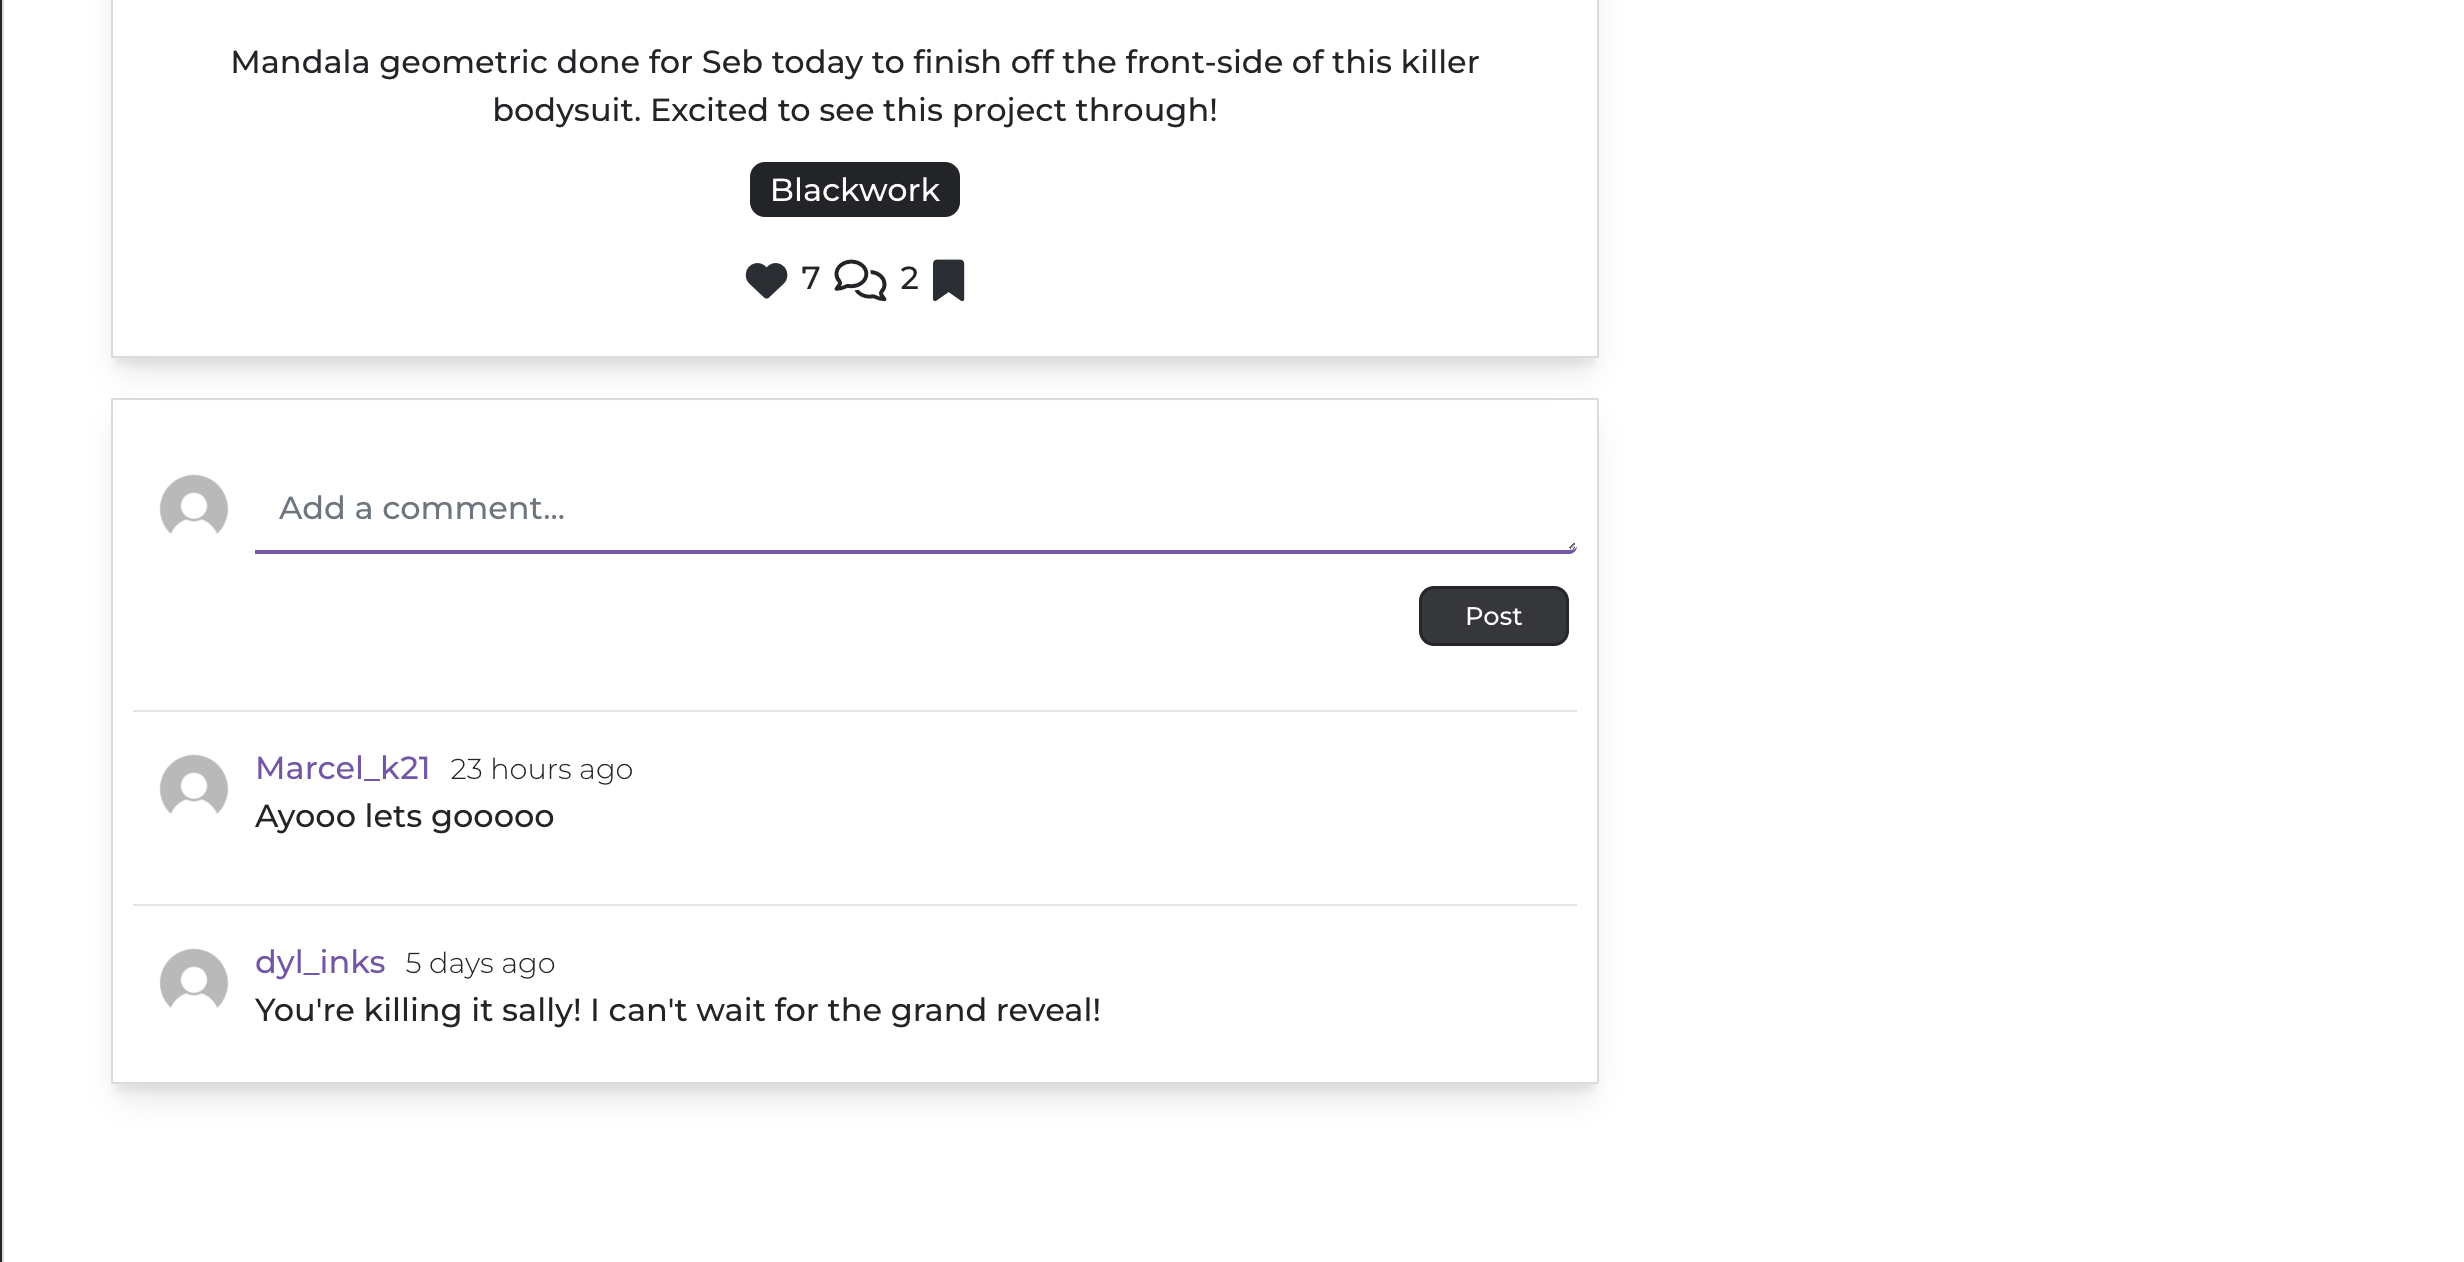 Mandala geometric done for Seb today to finish off the front-side of this killer
bodysuit. Excited to see this project through!
Blackwork
7 2
Add a comment...
Post
Marcel_k21 23 hours ago
Ayooo lets gooooo
dyl_inks 5 days ago
You're killing it sally! I can't wait for the grand reveal!